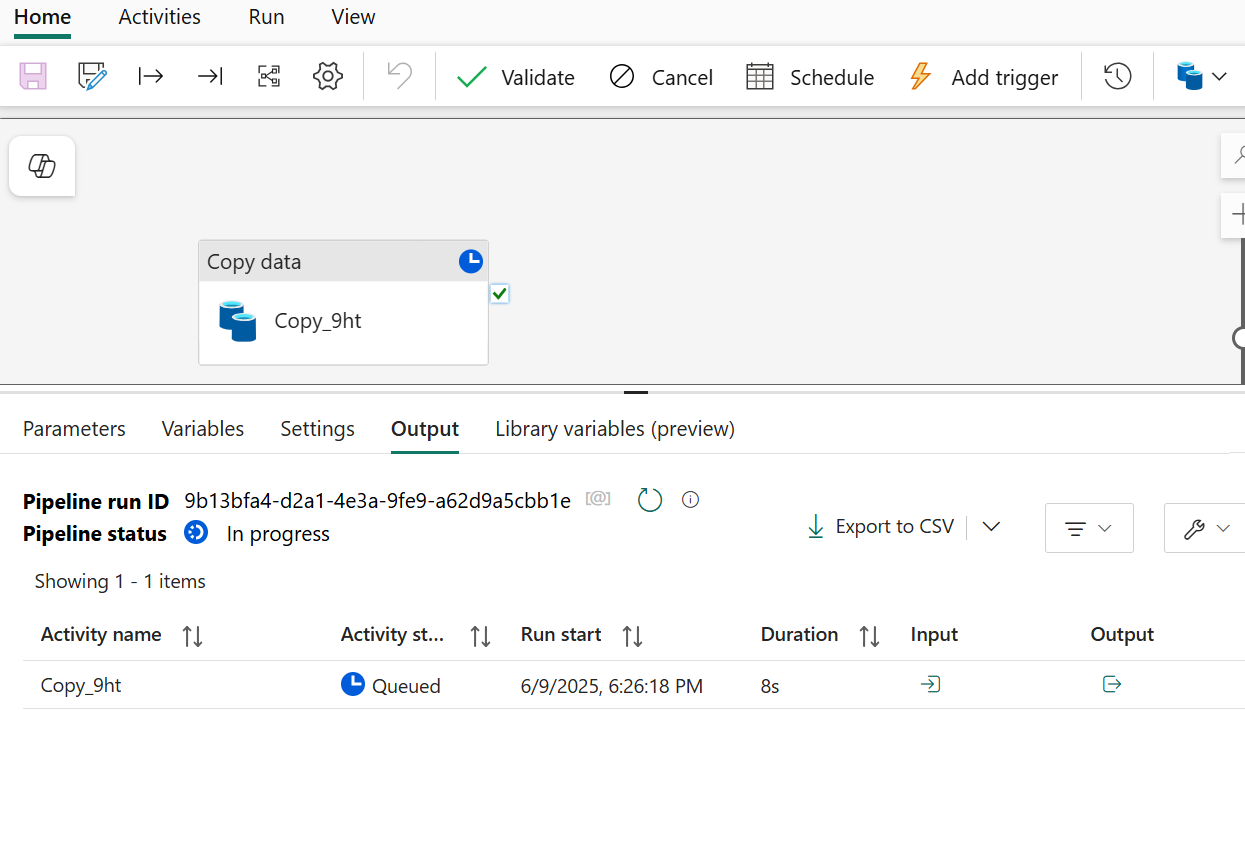 Home Activities Run View
Validate Cancel Schedule Add trigger
Copy data
Copy_9ht
Parameters Variables Settings Output Library variables (preview)
Pipeline run ID 9b13bfa4-d2a1-4e3a-9fe9-a62d9a5cbb1e [@]
Pipeline status In progress
Export to CSV
Showing 1 - 1 items
Activity name Activity st... Run start Duration Input Output
Copy_9ht Queued 6/9/2025, 6:26:18 PM 8s